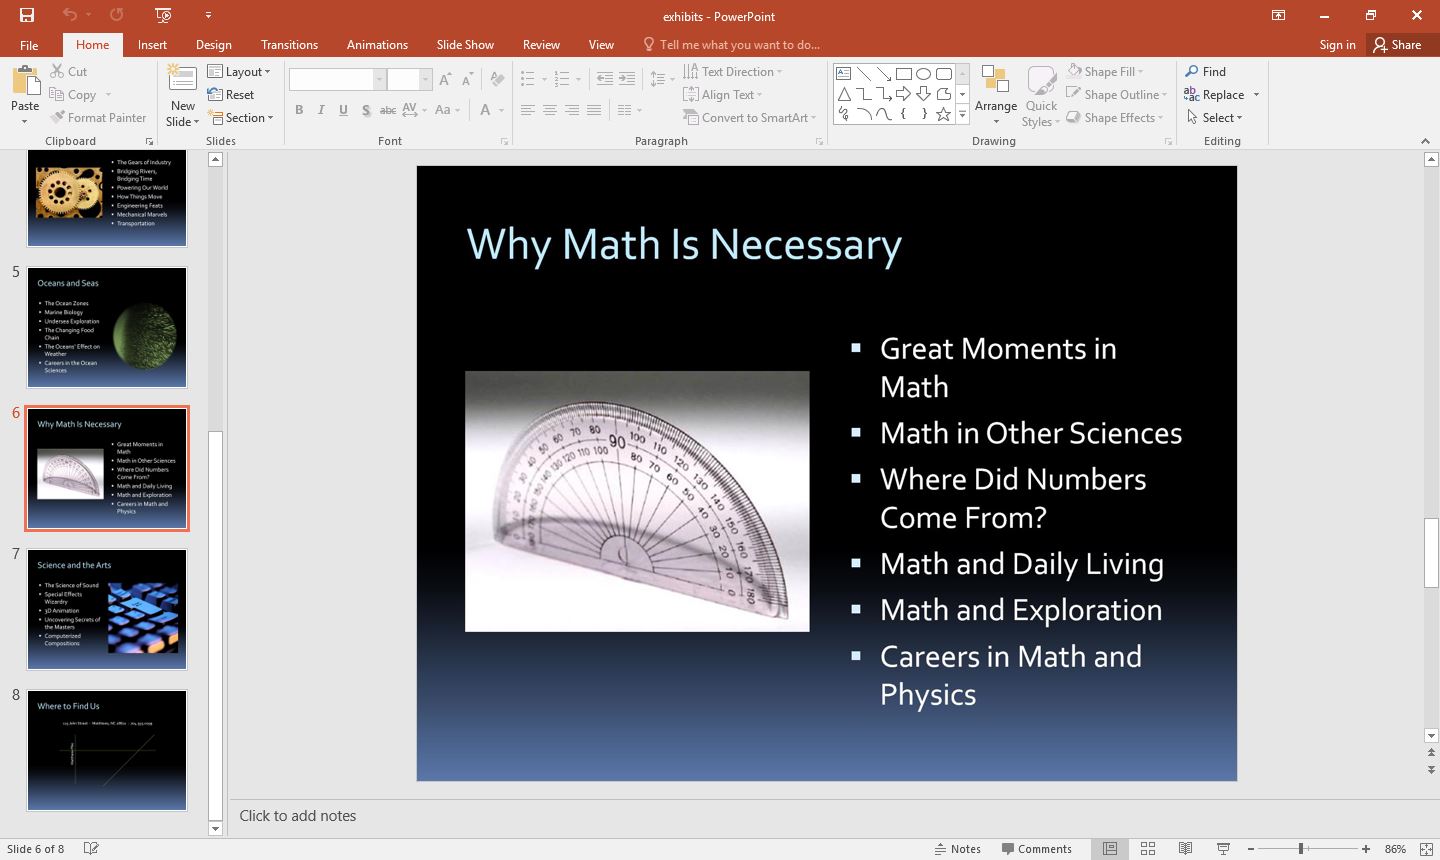 exhibits - PowerPoint
File
Home
Insert
Design
Transitions
Animations
Slide Show
Review
View
Tell me what you want to do...
Sign in
Share
Paste
Cut
Copy
Format Painter
Clipboard
New
Slide
Layout
Reset
Section
Slides
B I U S abc AV Aa A
Font
Text Direction
Align Text
Convert to SmartArt
Paragraph
Arrange
Quick
Styles
Shape Fill
Shape Outline
Shape Effects
Drawing
Find
Replace
Select
Editing
The Gears of Industry
Bridging Rivers,
Bridging Time
Powering Our World
How Things Move
Engineering Feats
Mechanical Marvels
Transportation
5
Oceans and Seas
The Ocean Zones
Marine Biology
Undersea Exploration
The Changing Food
Chain
The Oceans' Effect on
Weather
Careers in the Ocean
Sciences
6
Why Math Is Necessary
Great Moments in
Math
Math in Other Sciences
Where Did Numbers
Come From?
Math and Daily Living
Math and Exploration
Careers in Math and
Physics
7
Science and the Arts
The Science of Sound
Special Effects
Wizardry
3D Animation
Uncovering Secrets of
the Masters
Computerized
Compositions
8
Where to Find Us
Why Math Is Necessary
Great Moments in
Math
Math in Other Sciences
Where Did Numbers
Come From?
Math and Daily Living
Math and Exploration
Careers in Math and
Physics
Click to add notes
Slide 6 of 8
Notes
Comments
86%